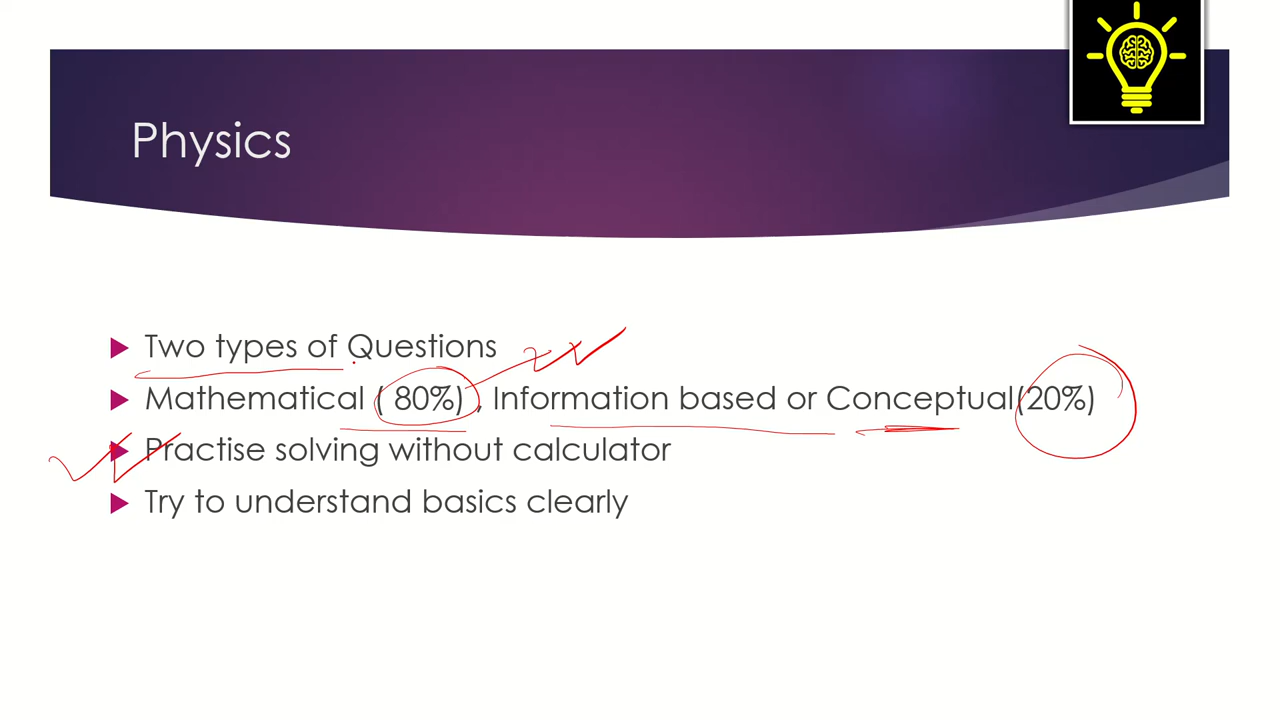 Physics
Two types of Questions
Mathematical ( 80%) , Information based or Conceptual(20%)
Practise solving without calculator
Try to understand basics clearly